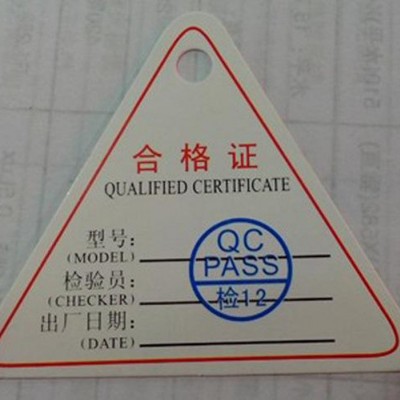 合格证
QUALIFIED CERTIFICATE
型号:
(MODEL)
检验员:
(CHECKER)
出厂日期:
(DATE)
QC
PASS
检12